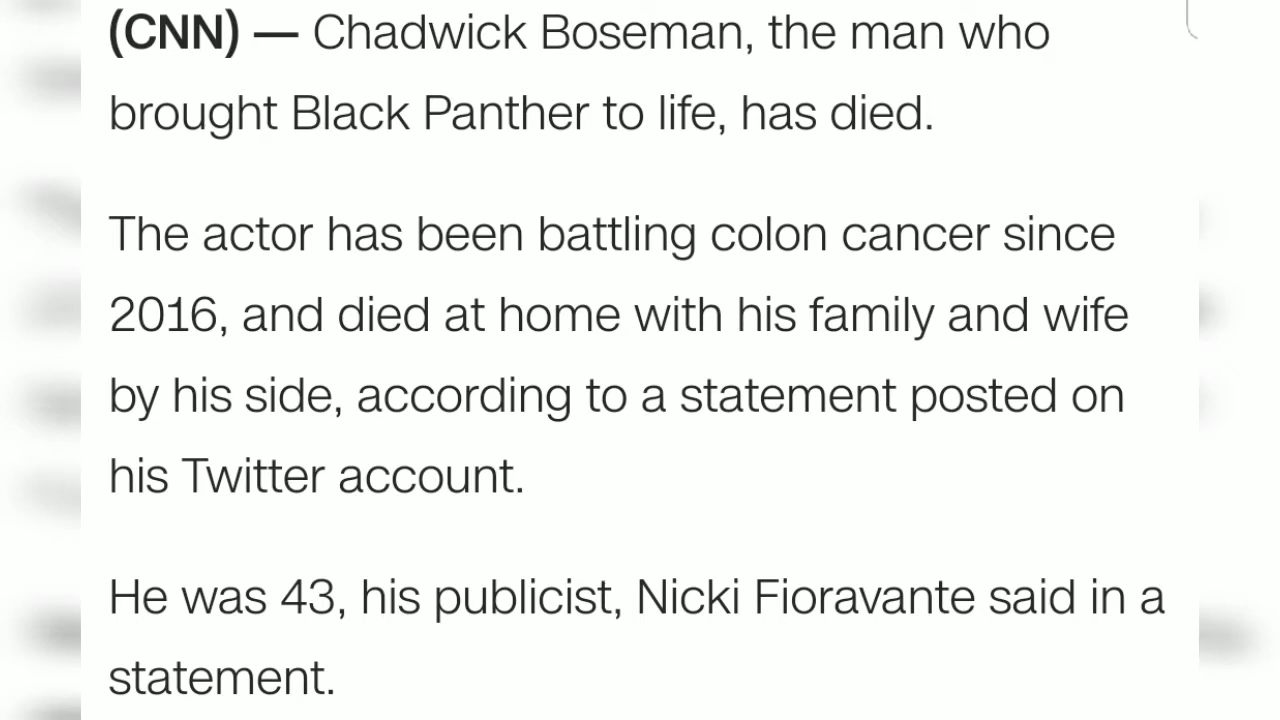 (CNN) — Chadwick Boseman, the man who
brought Black Panther to life, has died.
The actor has been battling colon cancer since
2016, and died at home with his family and wife
by his side, according to a statement posted on
his Twitter account.
He was 43, his publicist, Nicki Fioravante said in a
statement.